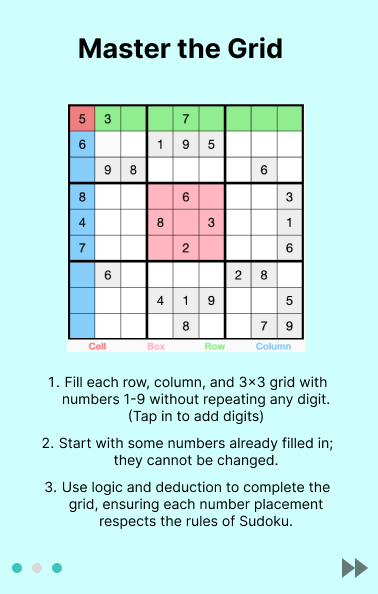 Master the Grid
5 3 7
6 1 9 5
9 8 6
8 6 3
4 8 3 1
7 2 6
6 2 8
4 1 9 5
8 7 9
Cell Box Row Column
1. Fill each row, column, and 3×3 grid with
numbers 1-9 without repeating any digit.
(Tap in to add digits)
2. Start with some numbers already filled in;
they cannot be changed.
3. Use logic and deduction to complete the
grid, ensuring each number placement
respects the rules of Sudoku.